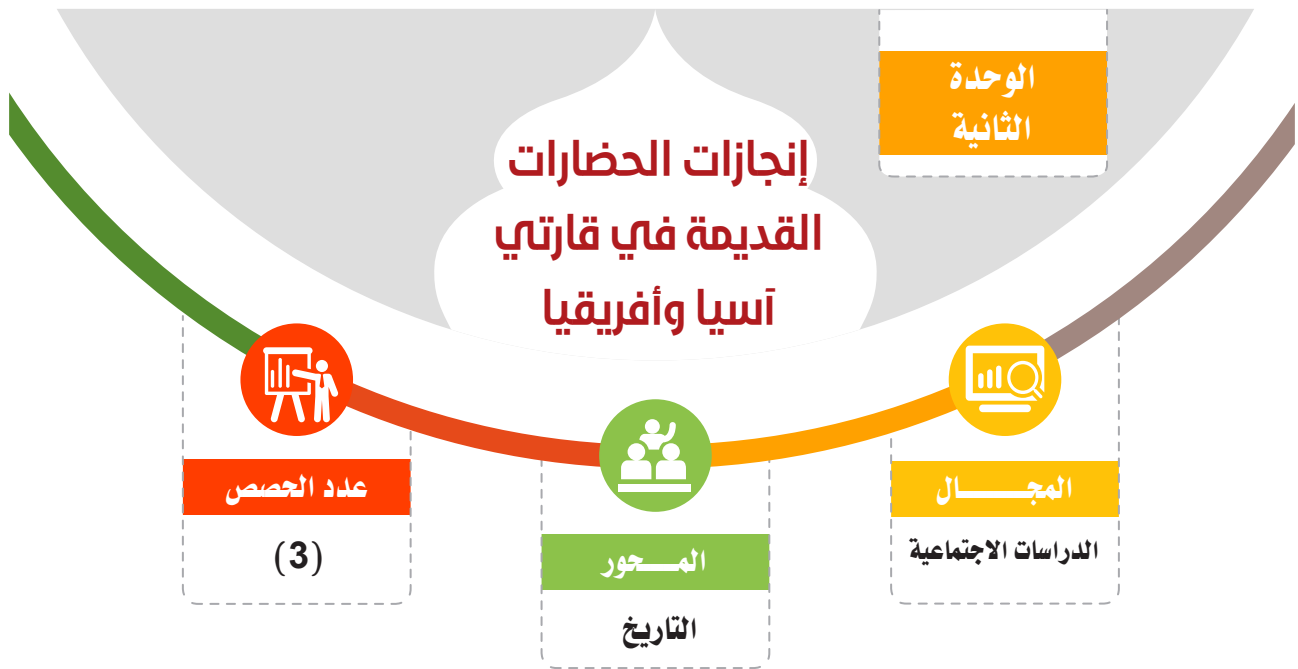 الوحدة
الثانية
إنجازات الحضارات
القديمة في قارتي
آسيا وأفريقيا
المجال
الدراسات الاجتماعية
المحور
التاريخ
عدد الحصص
(3)